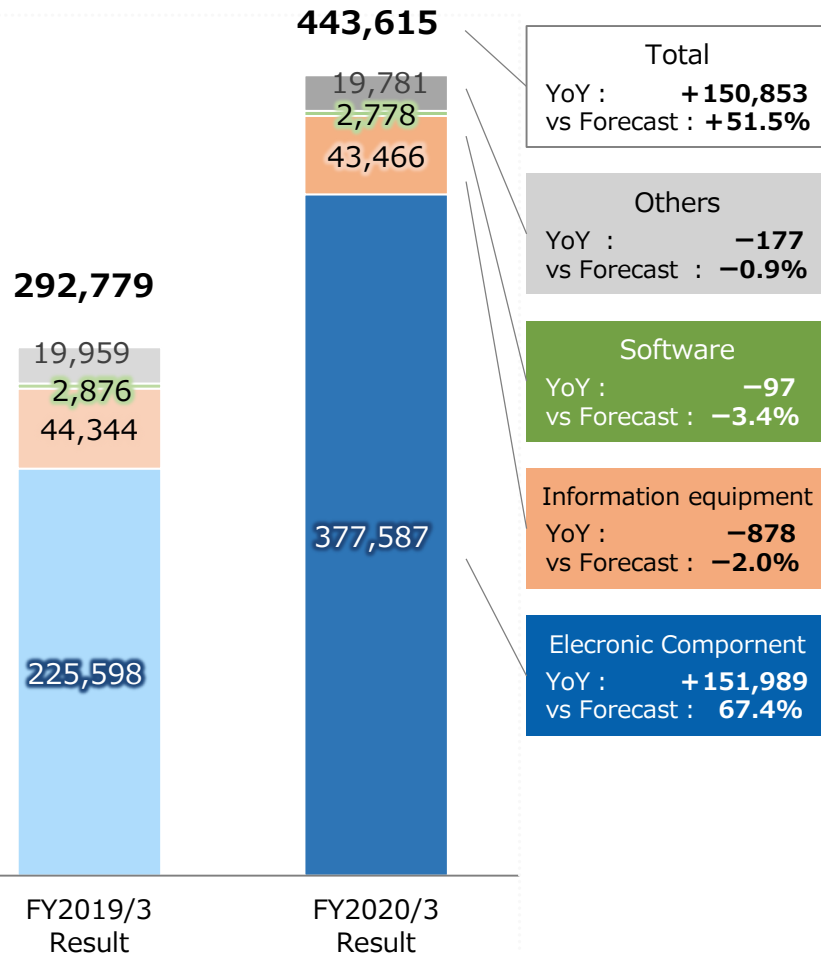 443,615
19,781
2,778
43,466
377,587
292,779
19,959
2,876
44,344
225,598
FY2019/3
Result
FY2020/3
Result
Total
YoY : +150,853
vs Forecast : +51.5%
Others
YoY : −177
vs Forecast : −0.9%
Software
YoY : −97
vs Forecast : −3.4%
Information equipment
YoY : −878
vs Forecast : −2.0%
Elecronic Compornent
YoY : +151,989
vs Forecast : 67.4%